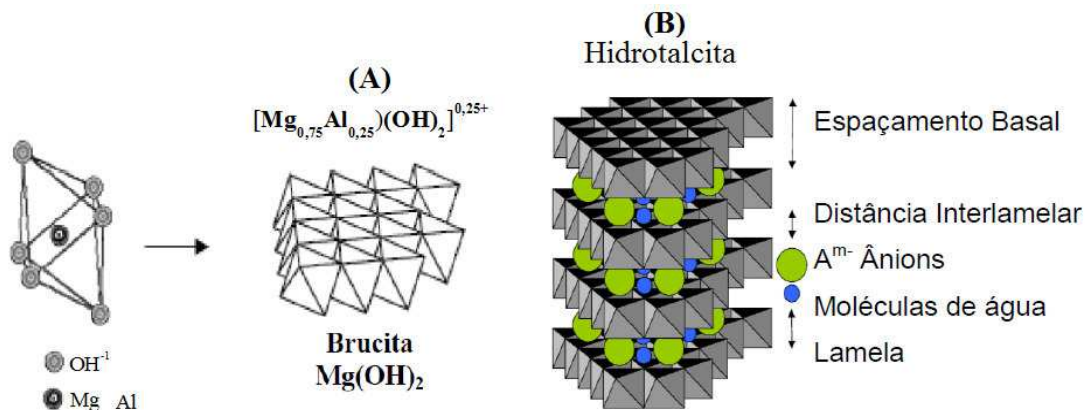 (A)
[Mg0,75Al0,25)(OH)2]^0,25+
Brucita
Mg(OH)2
OH^-1
Mg Al
(B)
Hidrotalcita
Espaçamento Basal
Distância Interlamelar
A^m- Ânions
Moléculas de água
Lamela